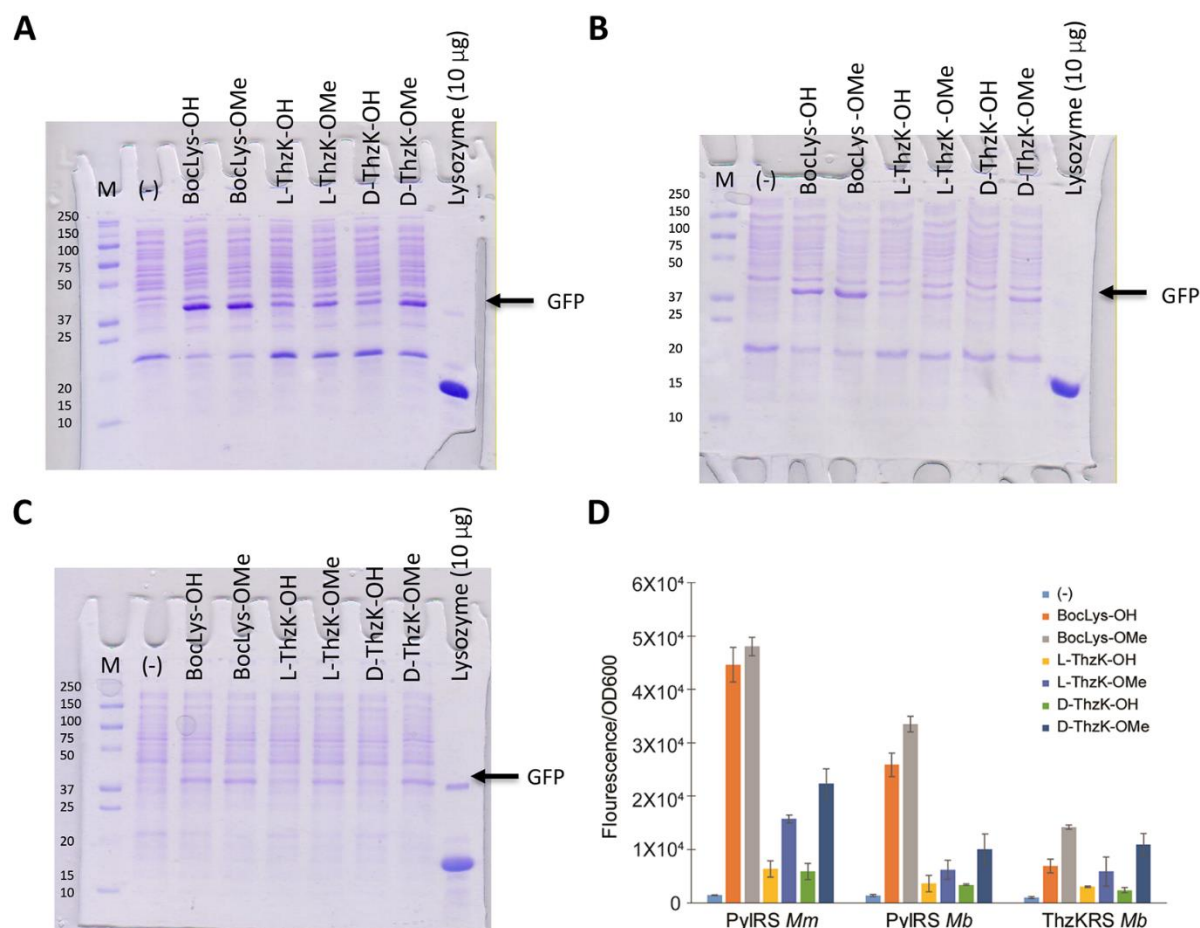 A
M
(-)
BocLys-OH
BocLys-OMe
L-ThzK-OH
L-ThzK-OMe
D-ThzK-OH
D-ThzK-OMe
Lysozyme (10 µg)
250
150
100
75
50
37
25
20
15
10
GFP
B
M
(-)
BocLys-OH
BocLys -OMe
L-ThzK-OH
L-ThzK -OMe
D-ThzK-OH
D-ThzK-OMe
Lysozyme (10 µg)
250
150
100
75
50
37
25
20
15
10
GFP
C
M
(-)
BocLys-OH
BocLys-OMe
L-ThzK-OH
L-ThzK-OMe
D-ThzK-OH
D-ThzK-OMe
Lysozyme (10 µg)
250
150
100
75
50
37
25
20
15
10
GFP
D
Flourescence/OD600
6X10⁴
5X10⁴
4X10⁴
3X10⁴
2X10⁴
1X10⁴
0
(-)
BocLys-OH
BocLys-OMe
L-ThzK-OH
L-ThzK-OMe
D-ThzK-OH
D-ThzK-OMe
PylRS Mm
PylRS Mb
ThzKRS Mb